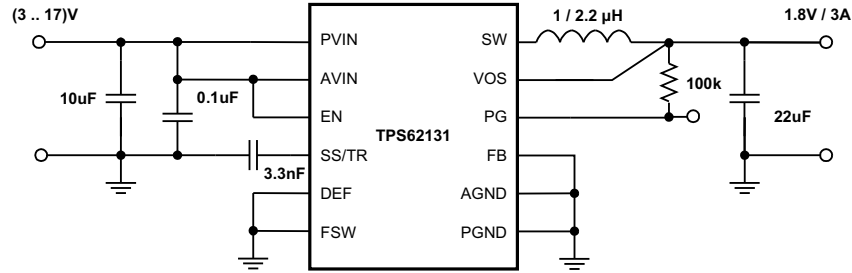 (3 .. 17)V
1 / 2.2 µH
1.8V / 3A
PVIN
SW
AVIN
VOS
10uF
0.1uF
100k
EN
PG
22uF
TPS62131
SS/TR
FB
3.3nF
DEF
AGND
FSW
PGND